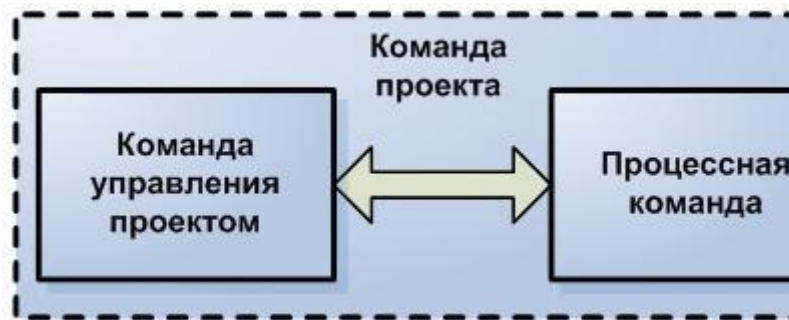 Команда
проекта
Команда
управления
проектом
Процессная
команда